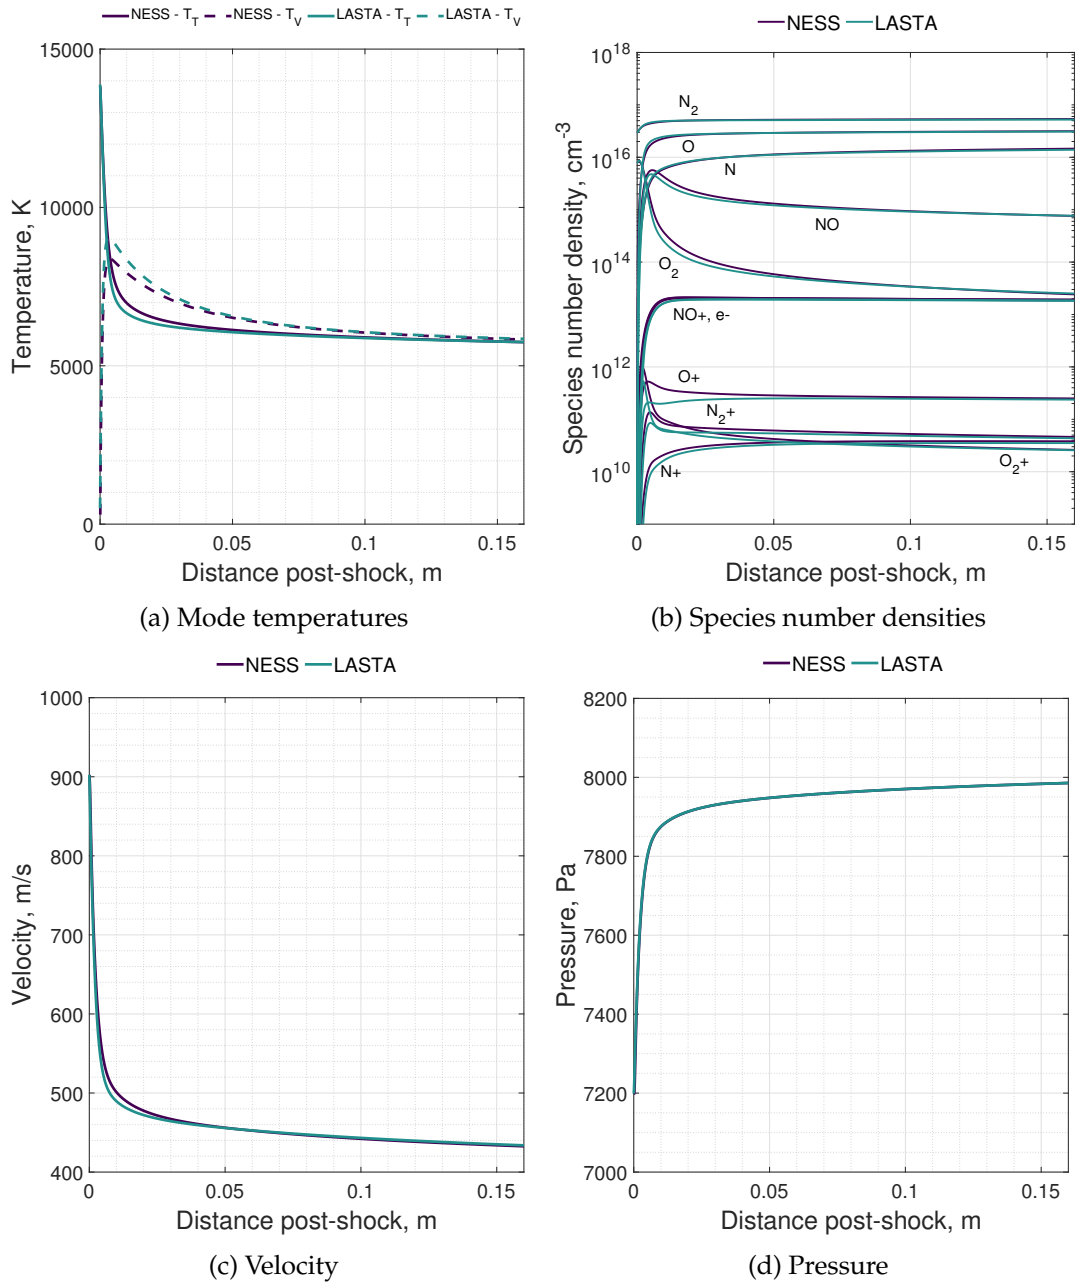 NESS - T_T NESS - T_V LASTA - T_T LASTA - T_V
15000
10000
5000
0
Temperature, K
0 0.05 0.1 0.15
Distance post-shock, m
(a) Mode temperatures
NESS LASTA
10^18
10^16
10^14
10^12
10^10
Species number density, cm^-3
N_2
O
N
NO
O_2
NO+, e-
O+
N_2+
N+
O_2+
0 0.05 0.1 0.15
Distance post-shock, m
(b) Species number densities
NESS LASTA
1000
900
800
700
600
500
400
Velocity, m/s
0 0.05 0.1 0.15
Distance post-shock, m
(c) Velocity
NESS LASTA
8200
8000
7800
7600
7400
7200
7000
Pressure, Pa
0 0.05 0.1 0.15
Distance post-shock, m
(d) Pressure